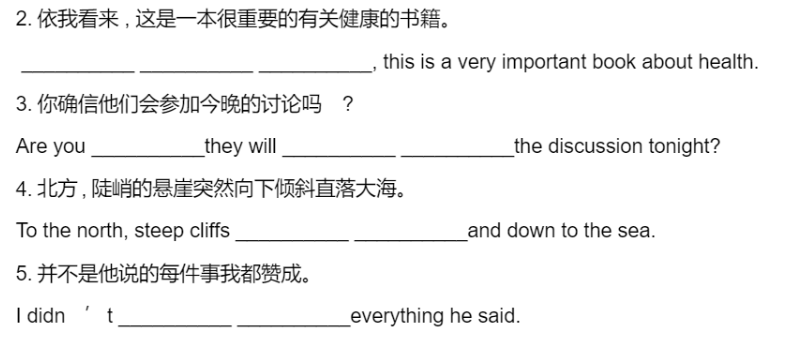 2. 依我看来 , 这是一本很重要的有关健康的书籍。
__________ __________ __________, this is a very important book about health.
3. 你确信他们会参加今晚的讨论吗 ?
Are you __________they will __________ __________the discussion tonight?
4. 北方 , 陡峭的悬崖突然向下倾斜直落大海。
To the north, steep cliffs __________ __________and down to the sea.
5. 并不是他说的每件事我都赞成。
I didn ′ t __________ __________everything he said.